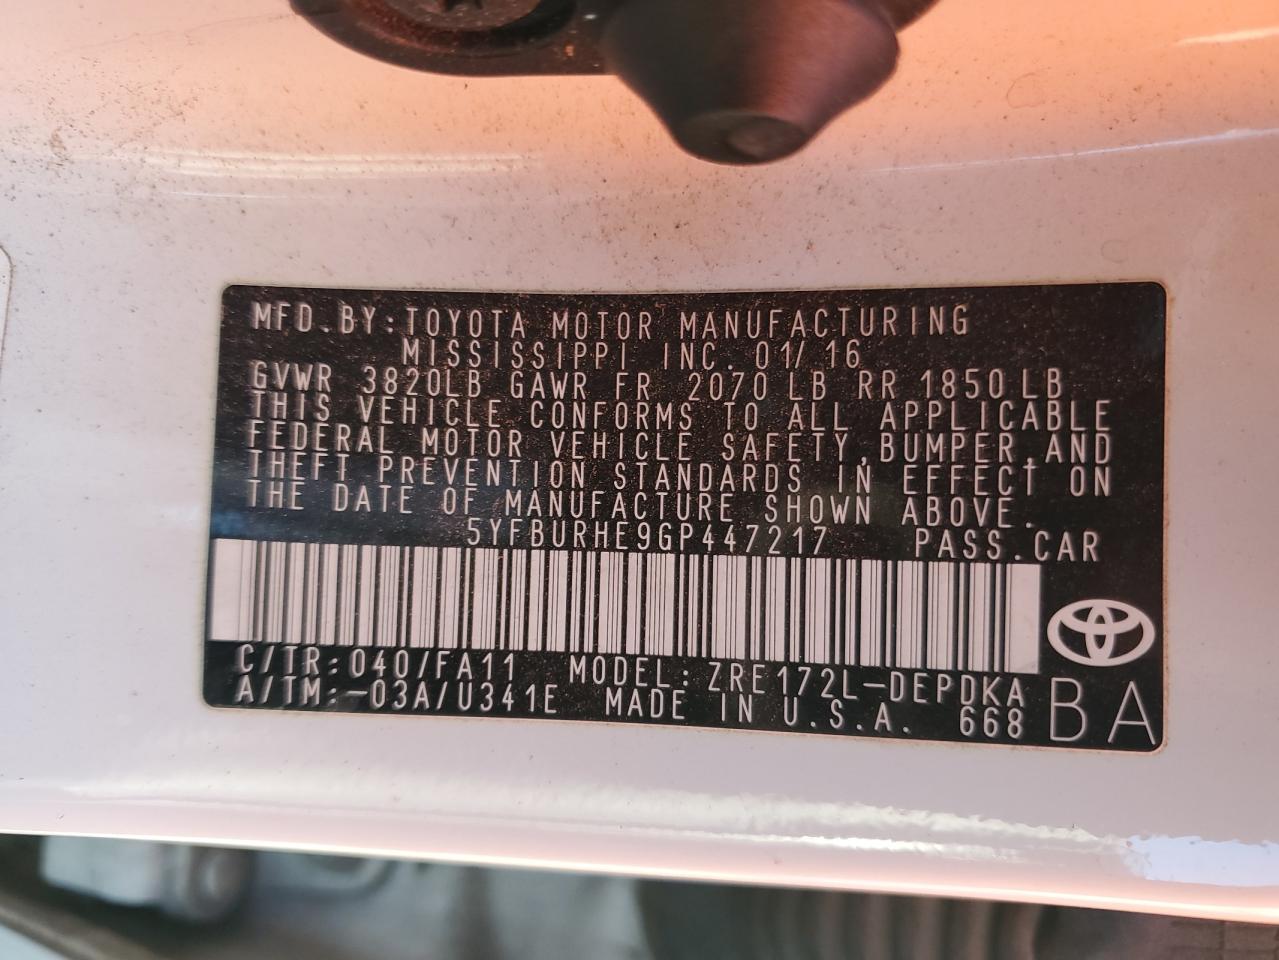 MFD.BY:TOYOTA MOTOR MANUFACTURING
MISSISSIPPI INC. 01/16
GVWR 3820LB GAWR FR 2070 LB RR 1850 LB
THIS VEHICLE CONFORMS TO ALL APPLICABLE
FEDERAL MOTOR VEHICLE SAFETY, BUMPER, AND
THEFT PREVENTION STANDARDS IN EFFECT ON
THE DATE OF MANUFACTURE SHOWN ABOVE.
5YFBURHE9GP447217 PASS.CAR
C/TR:040/FA11 MODEL:ZRE172L-DEPDKA
A/TM:-03A/U341E MADE IN U.S.A. 668 BA